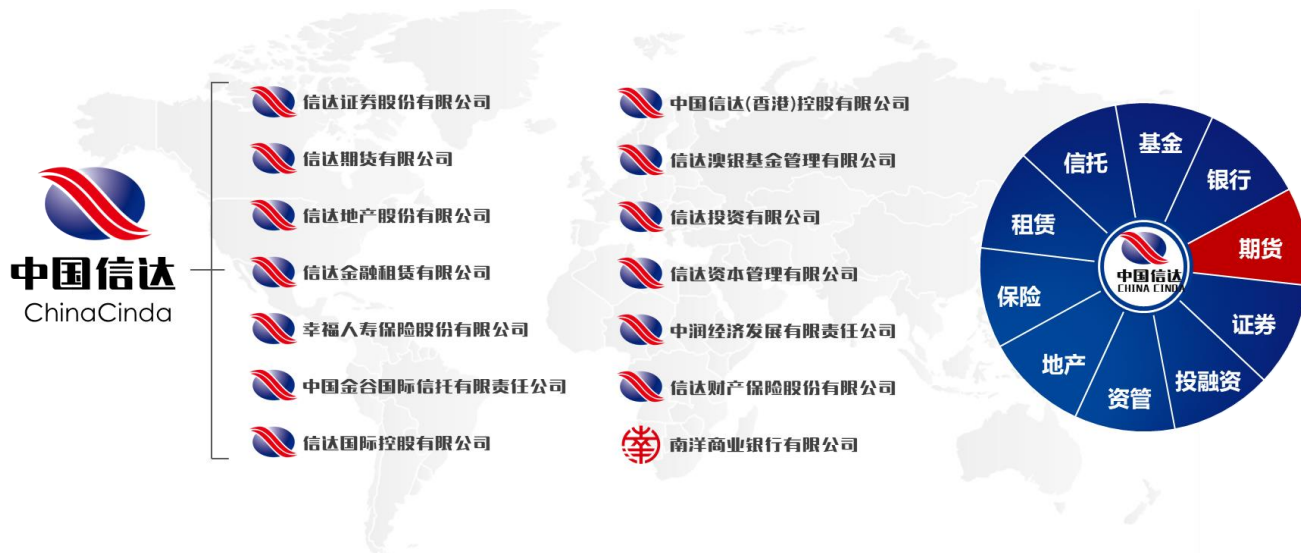 中国信达
ChinaCinda
信达证券股份有限公司
信达期货有限公司
信达地产股份有限公司
信达金融租赁有限公司
幸福人寿保险股份有限公司
中国金谷国际信托有限责任公司
信达国际控股有限公司
中国信达(香港)控股有限公司
信达澳银基金管理有限公司
信达投资有限公司
信达资本管理有限公司
中润经济发展有限责任公司
信达财产保险股份有限公司
南洋商业银行有限公司
基金
银行
期货
证券
投融资
资管
地产
保险
租赁
信托
中国信达
CHINA CINDA